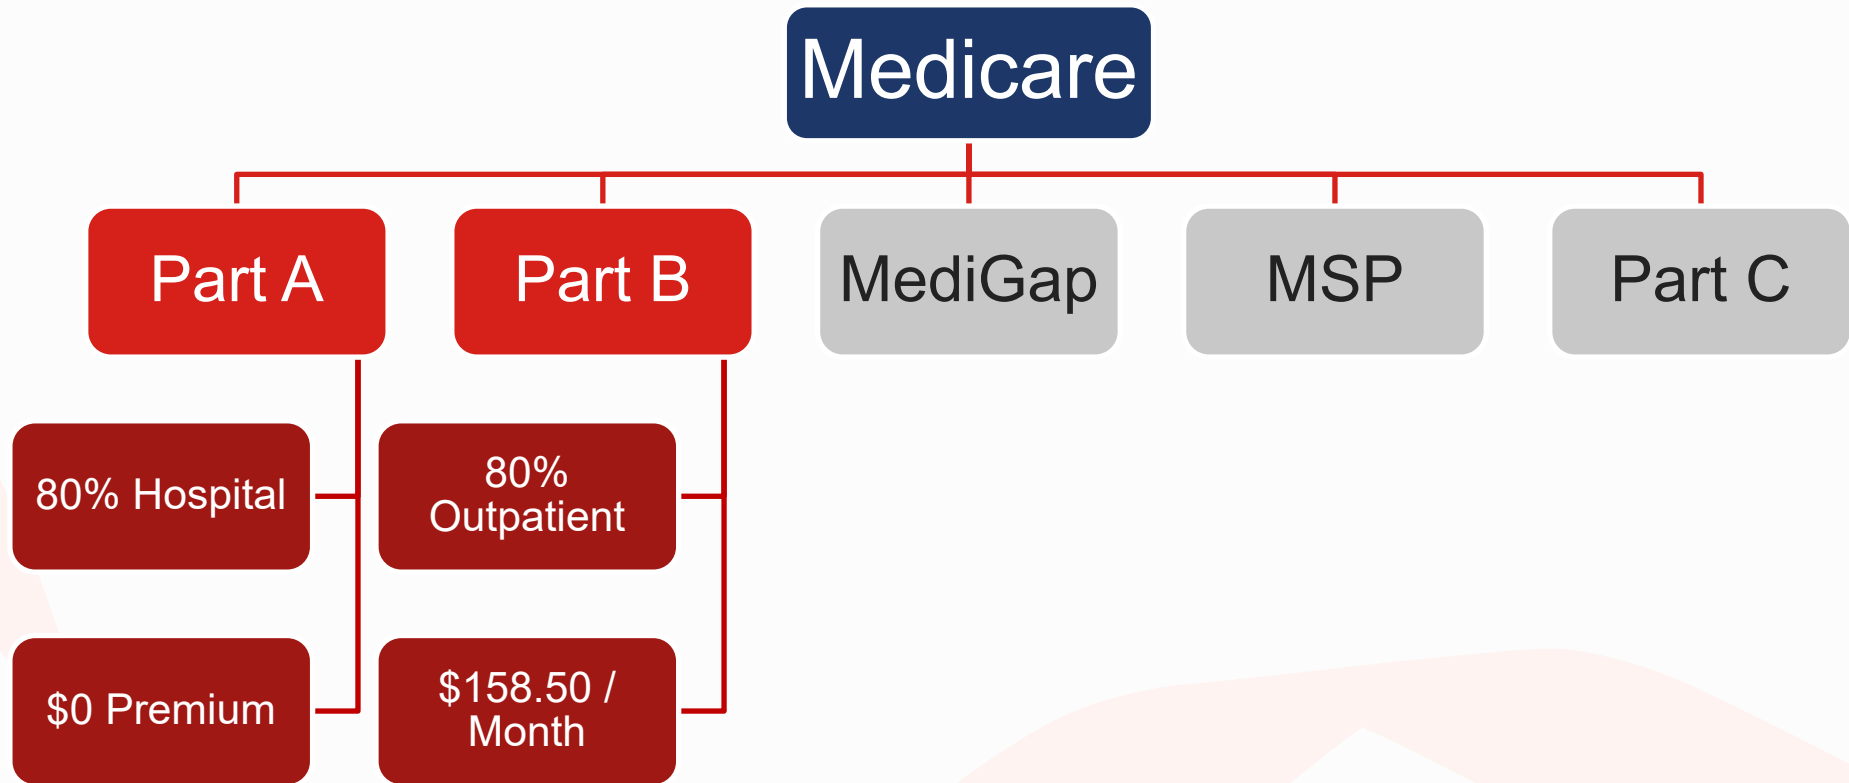 Medicare
Part A
Part B
MediGap
MSP
Part C
80% Hospital
80%
Outpatient
$0 Premium
$158.50 /
Month